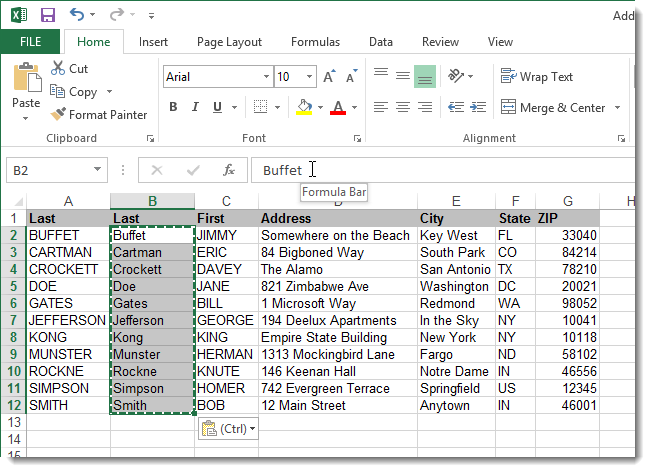 Add
FILE Home Insert Page Layout Formulas Data Review View
Cut
Copy
Format Painter
Paste
Clipboard
Arial 10 A A
B I U A
Font
Wrap Text
Merge & Center
Alignment
B2 fx Buffet
Formula Bar
A B C D E F G H
1 Last Last First Address City State ZIP
2 BUFFET Buffet JIMMY Somewhere on the Beach Key West FL 33040
3 CARTMAN Cartman ERIC 84 Bigboned Way South Park CO 84214
4 CROCKETT Crockett DAVEY The Alamo San Antonio TX 78210
5 DOE Doe JANE 821 Zimbabwe Ave Washington DC 20021
6 GATES Gates BILL 1 Microsoft Way Redmond WA 98052
7 JEFFERSON Jefferson GEORGE 194 Deelux Apartments In the Sky NY 10041
8 KONG Kong KING Empire State Building New York NY 10118
9 MUNSTER Munster HERMAN 1313 Mockingbird Lane Fargo ND 58102
10 ROCKNE Rockne KNUTE 146 Keenan Hall Notre Dame IN 46556
11 SIMPSON Simpson HOMER 742 Evergreen Terrace Springfield US 12345
12 SMITH Smith BOB 12 Main Street Anytown IN 46001
13 (Ctrl)
14
15